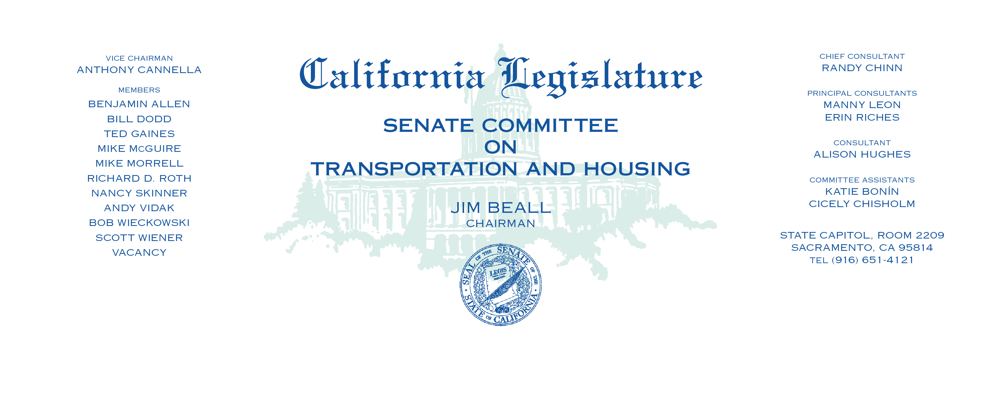 VICE CHAIRMAN
ANTHONY CANNELLA
MEMBERS
BENJAMIN ALLEN
BILL DODD
TED GAINES
MIKE McGUIRE
MIKE MORRELL
RICHARD D. ROTH
NANCY SKINNER
ANDY VIDAK
BOB WIECKOWSKI
SCOTT WIENER
VACANCY
California Legislature
SENATE COMMITTEE
ON
TRANSPORTATION AND HOUSING
JIM BEALL
CHAIRMAN
SEAL OF THE SENATE OF THE
STATE OF CALIFORNIA
LEGIS
CHIEF CONSULTANT
RANDY CHINN
PRINCIPAL CONSULTANTS
MANNY LEON
ERIN RICHES
CONSULTANT
ALISON HUGHES
COMMITTEE ASSISTANTS
KATIE BONÍN
CICELY CHISHOLM
STATE CAPITOL, ROOM 2209
SACRAMENTO, CA 95814
TEL (916) 651-4121